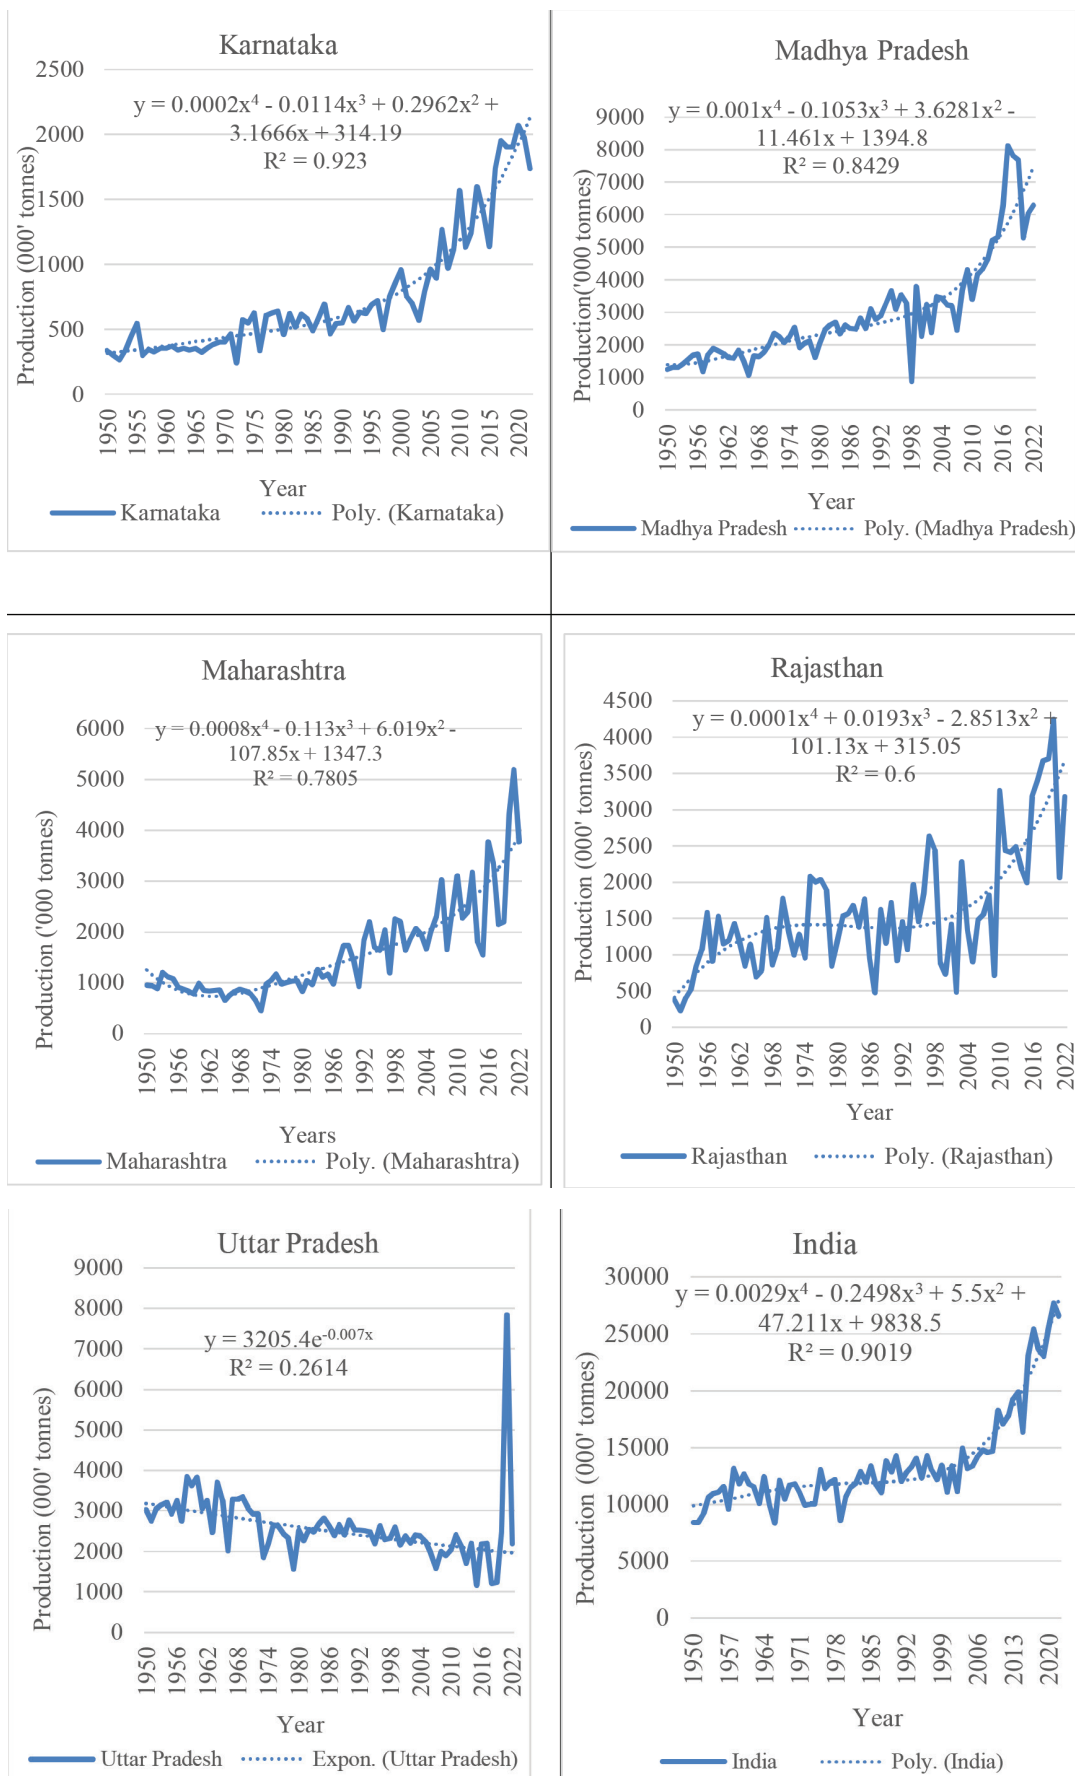 Karnataka
y = 0.0002x⁴ - 0.0114x³ + 0.2962x² +
3.1666x + 314.19
R² = 0.923
Production (000' tonnes)
2500
2000
1500
1000
500
0
1950
1955
1960
1965
1970
1975
1980
1985
1990
1995
2000
2005
2010
2015
2020
Year
Karnataka
Poly. (Karnataka)
Madhya Pradesh
y = 0.001x⁴ - 0.1053x³ + 3.6281x² -
11.461x + 1394.8
R² = 0.8429
Production('000 tonnes)
9000
8000
7000
6000
5000
4000
3000
2000
1000
0
1950
1956
1962
1968
1974
1980
1986
1992
1998
2004
2010
2016
2022
Year
Madhya Pradesh
Poly. (Madhya Pradesh)
Maharashtra
y = 0.0008x⁴ - 0.113x³ + 6.019x² -
107.85x + 1347.3
R² = 0.7805
Production ('000 tonnes)
6000
5000
4000
3000
2000
1000
0
1950
1956
1962
1968
1974
1980
1986
1992
1998
2004
2010
2016
2022
Years
Maharashtra
Poly. (Maharashtra)
Rajasthan
y = 0.0001x⁴ + 0.0193x³ - 2.8513x² +
101.13x + 315.05
R² = 0.6
Production (000' tonnes)
4500
4000
3500
3000
2500
2000
1500
1000
500
0
1950
1956
1962
1968
1974
1980
1986
1992
1998
2004
2010
2016
2022
Year
Rajasthan
Poly. (Rajasthan)
Uttar Pradesh
y = 3205.4e^-0.007x
R² = 0.2614
Production (000' tonnes)
9000
8000
7000
6000
5000
4000
3000
2000
1000
0
1950
1956
1962
1968
1974
1980
1986
1992
1998
2004
2010
2016
2022
Year
Uttar Pradesh
Expon. (Uttar Pradesh)
India
y = 0.0029x⁴ - 0.2498x³ + 5.5x² +
47.211x + 9838.5
R² = 0.9019
Production (000' tonnes)
30000
25000
20000
15000
10000
5000
0
1950
1957
1964
1971
1978
1985
1992
1999
2006
2013
2020
Year
India
Poly. (India)